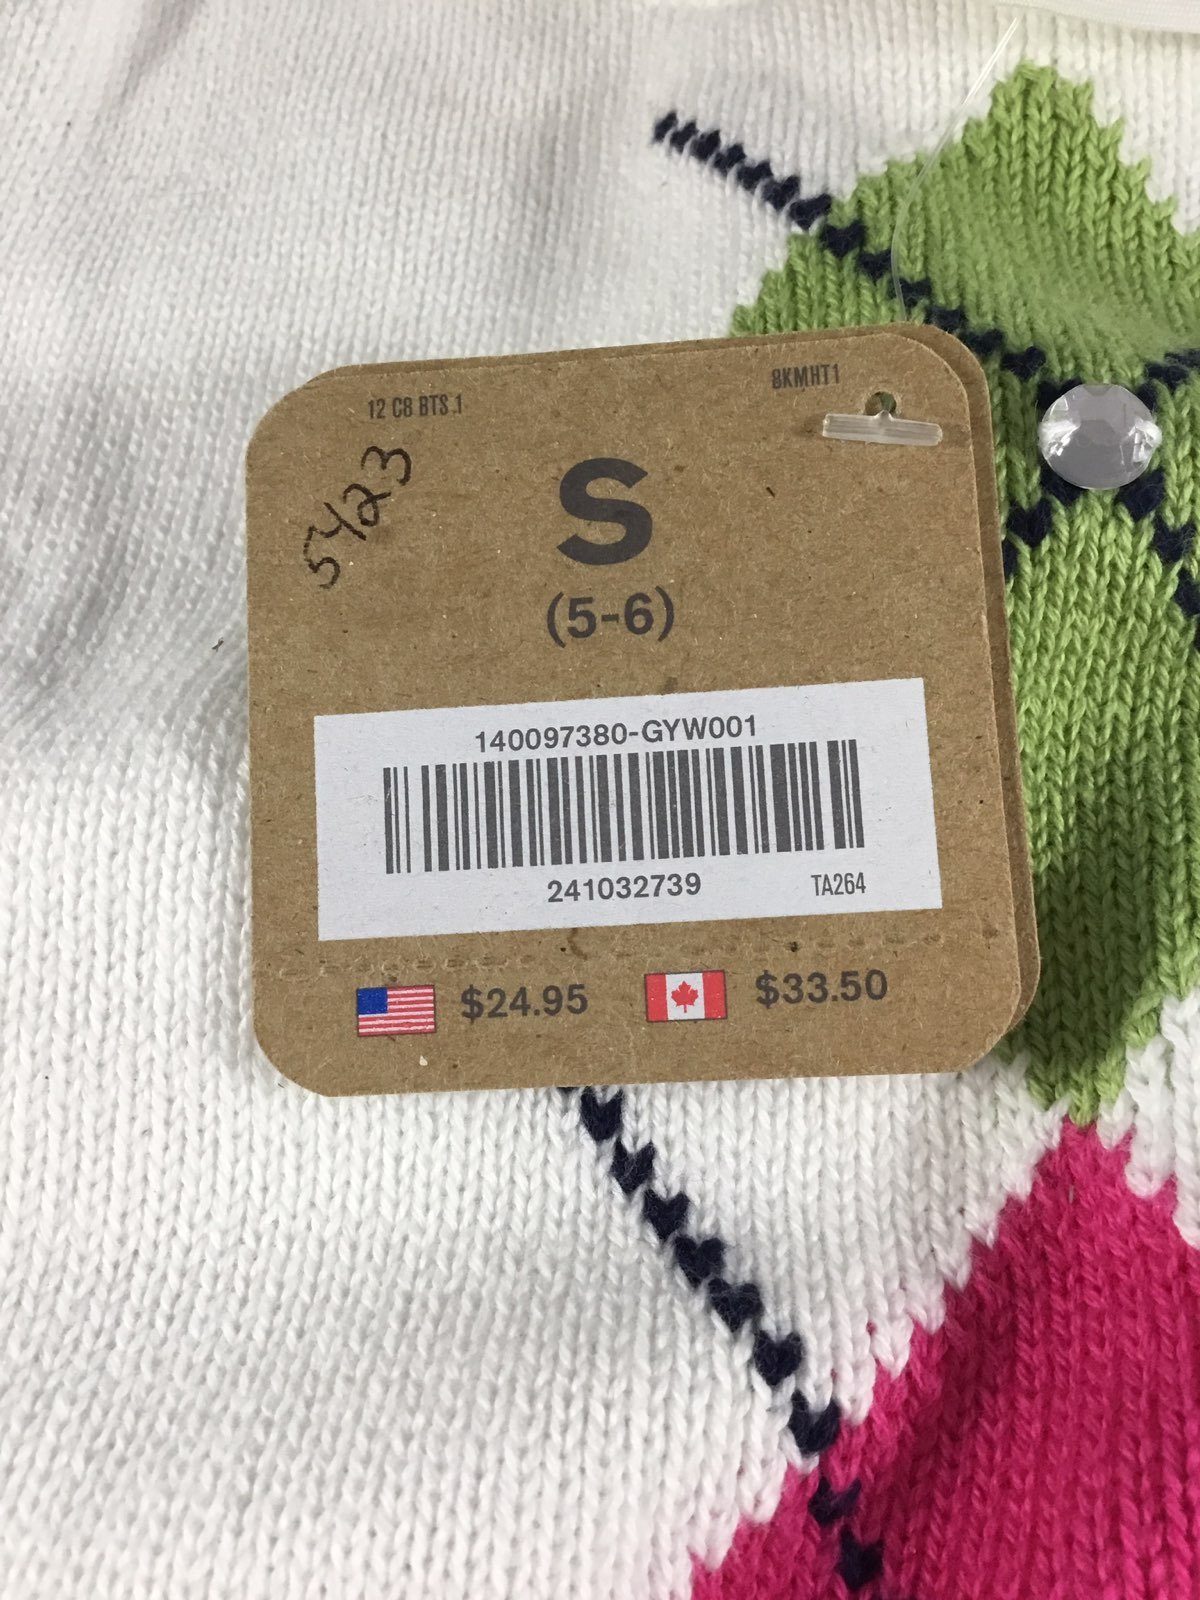 12 C8 BTS.1
8KMHT1
5423
S
(5-6)
140097380-GYW001
241032739
TA264
$24.95
$33.50